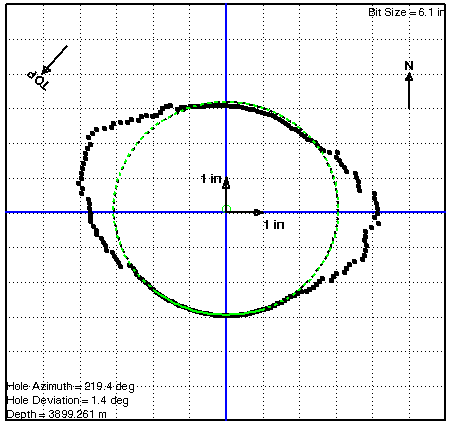 Bit Size = 6.1 in
TOP
N
1 in
1 in
Hole Azimuth = 219.4 deg
Hole Deviation = 1.4 deg
Depth = 3899.261 m